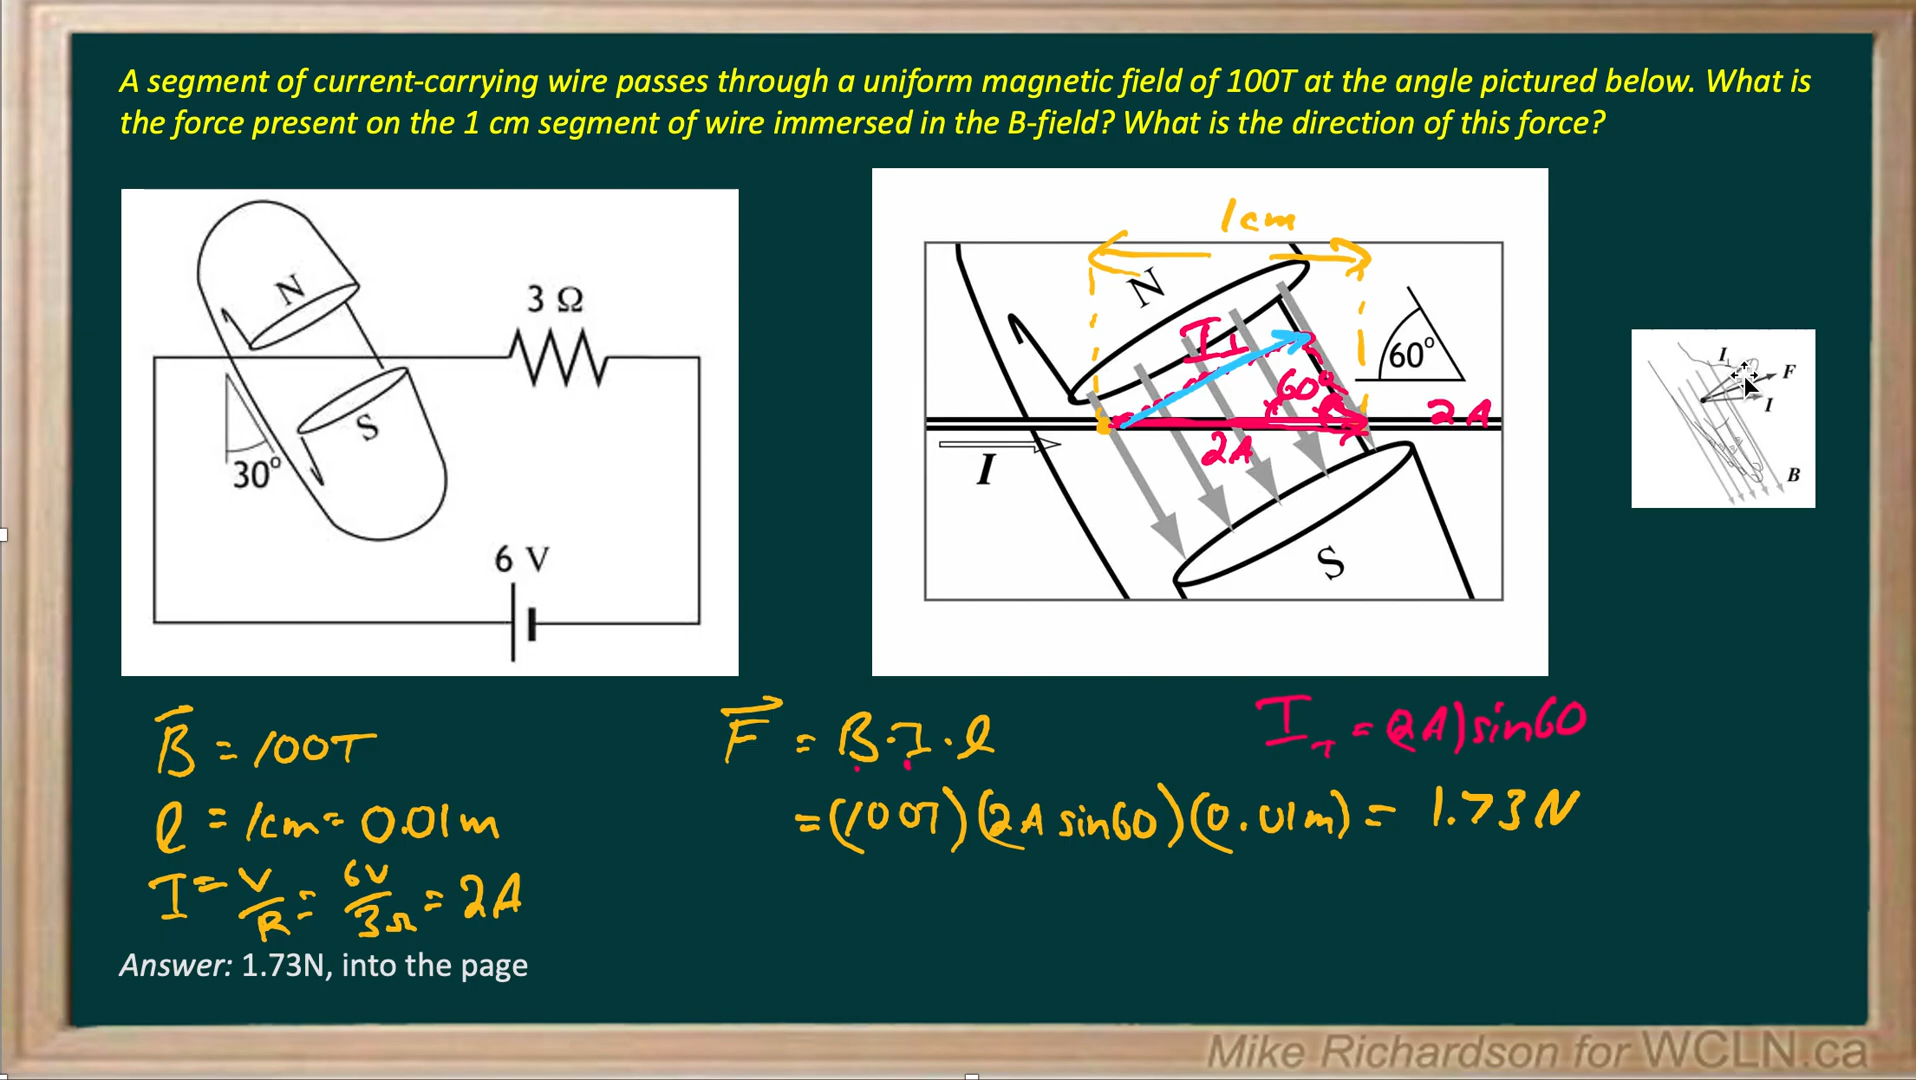 A segment of current-carrying wire passes through a uniform magnetic field of 100T at the angle pictured below. What is
the force present on the 1 cm segment of wire immersed in the B-field? What is the direction of this force?
N
S
30°
3 Ω
6 V
1cm
N
I⊥
60°
60°
2A
2A
I
S
I⊥
F
I
B
B = 100T
l = 1cm = 0.01m
I = V/R = 6V/3Ω = 2A
F = B·I·l
= (100T)(2A sin60)(0.01m) = 1.73N
I⊥ = (2A) sin60
Answer: 1.73N, into the page
Mike Richardson for WCLN.ca